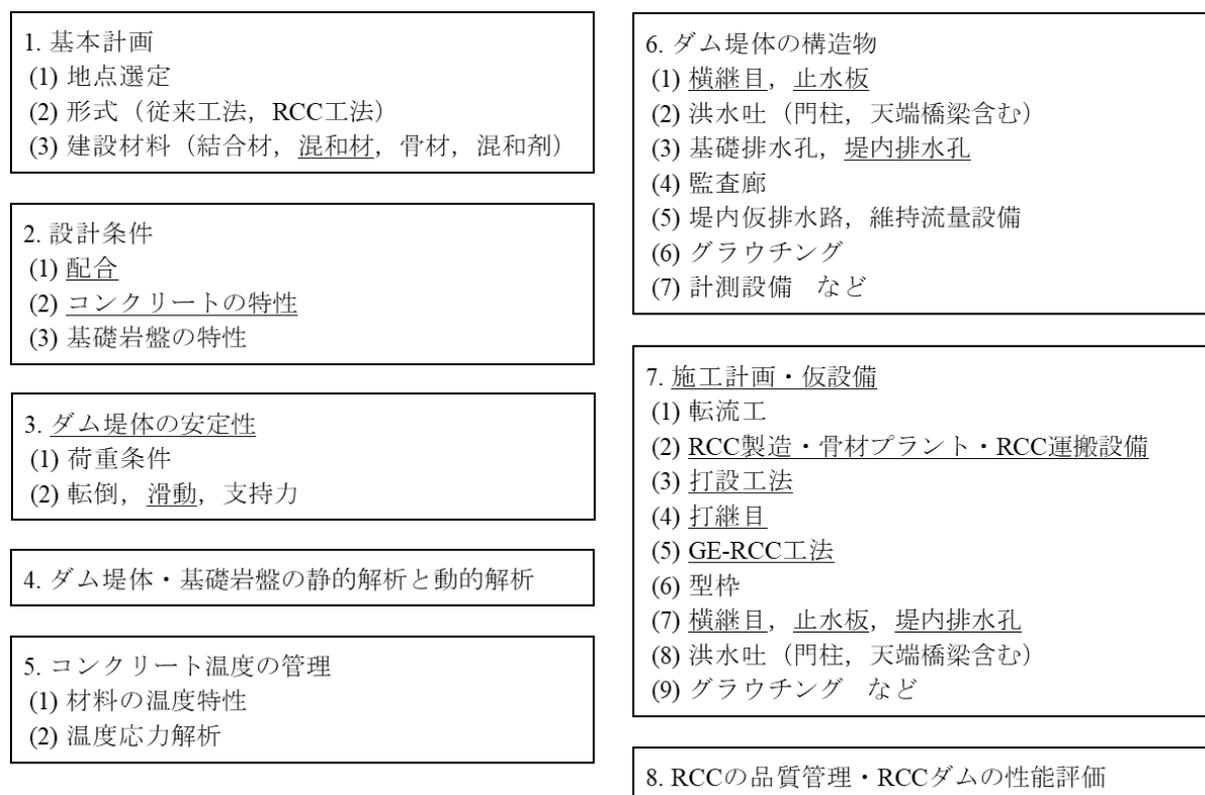 1. 基本計画
(1) 地点選定
(2) 形式（従来工法，RCC工法）
(3) 建設材料（結合材，混和材，骨材，混和剤）
2. 設計条件
(1) 配合
(2) コンクリートの特性
(3) 基礎岩盤の特性
3. ダム堤体の安定性
(1) 荷重条件
(2) 転倒，滑動，支持力
4. ダム堤体・基礎岩盤の静的解析と動的解析
5. コンクリート温度の管理
(1) 材料の温度特性
(2) 温度応力解析
6. ダム堤体の構造物
(1) 横継目，止水板
(2) 洪水吐（門柱，天端橋梁含む）
(3) 基礎排水孔，堤内排水孔
(4) 監査廊
(5) 堤内仮排水路，維持流量設備
(6) グラウチング
(7) 計測設備　など
7. 施工計画・仮設備
(1) 転流工
(2) RCC製造・骨材プラント・RCC運搬設備
(3) 打設工法
(4) 打継目
(5) GE-RCC工法
(6) 型枠
(7) 横継目，止水板，堤内排水孔
(8) 洪水吐（門柱，天端橋梁含む）
(9) グラウチング　など
8. RCCの品質管理・RCCダムの性能評価